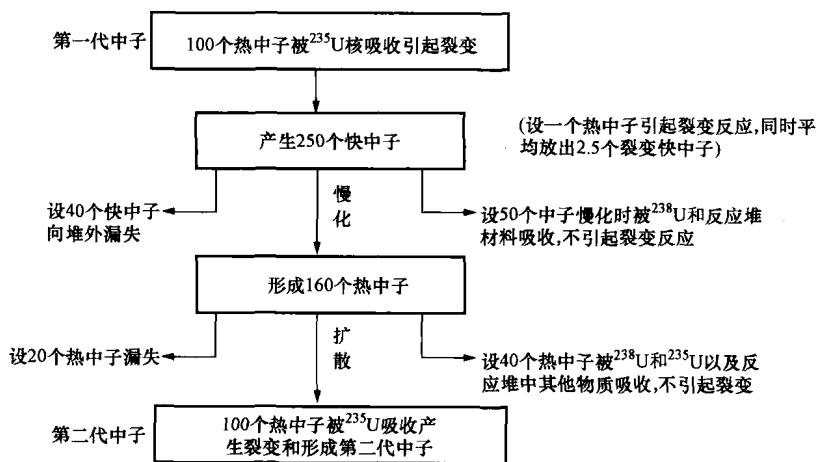 第一代中子
100个热中子被²³⁵U核吸收引起裂变
产生250个快中子
(设一个热中子引起裂变反应,同时平
均放出2.5个裂变快中子)
设40个快中子
向堆外漏失
慢
化
设50个中子慢化时被²³⁸U和反应堆
材料吸收,不引起裂变反应
形成160个热中子
设20个热中子漏失
扩
散
设40个热中子被²³⁸U和²³⁵U以及反
应堆中其他物质吸收,不引起裂变
第二代中子
100个热中子被²³⁵U吸收产
生裂变和形成第二代中子